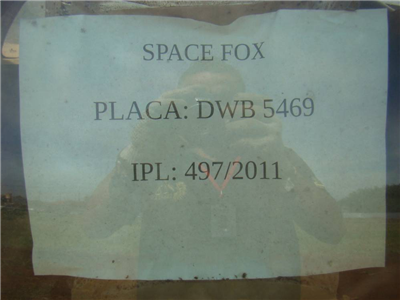 SPACE FOX
PLACA: DWB 5469
IPL: 497/2011